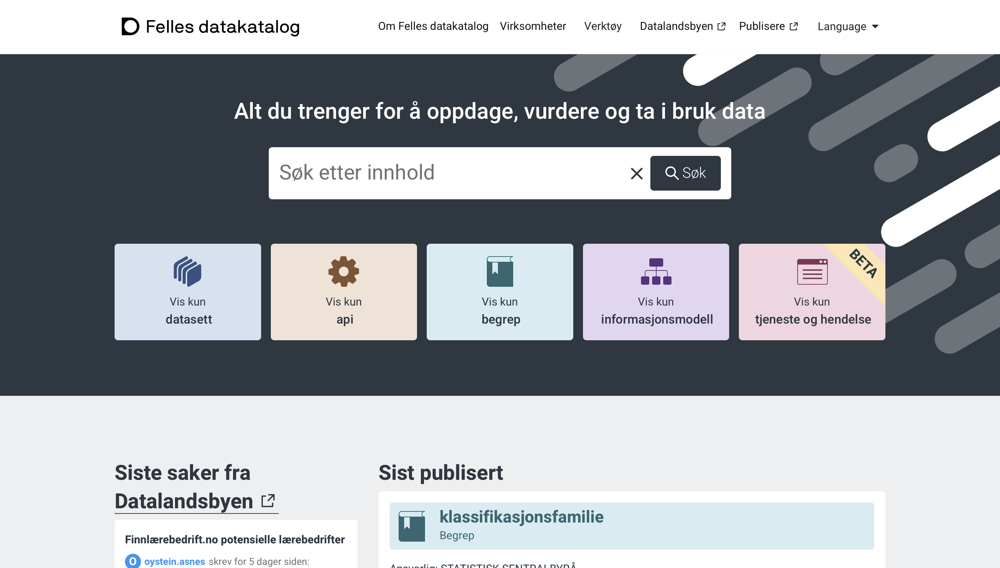 Felles datakatalog
Om Felles datakatalog
Virksomheter
Verktøy
Datalandsbyen
Publisere
Language
Alt du trenger for å oppdage, vurdere og ta i bruk data
Søk etter innhold
Søk
Vis kun
datasett
Vis kun
api
Vis kun
begrep
Vis kun
informasjonsmodell
BETA
Vis kun
tjeneste og hendelse
Siste saker fra
Datalandsbyen
Finnlærebedrift.no potensielle lærebedrifter
O oystein.asnes skrev for 5 dager siden:
Sist publisert
klassifikasjonsfamilie
Begrep
Ansvarlig: STATISTISK SENTRALBYRÅ